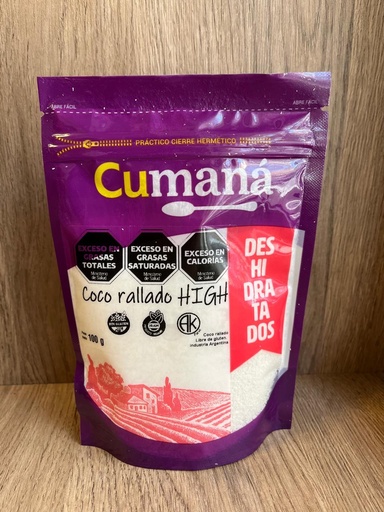 ABRE FÁCIL
ABRE FÁCIL
PRÁCTICO CIERRE HERMÉTICO
Cumaná
EXCESO EN
GRASAS
TOTALES
Ministerio
de Salud
EXCESO EN
GRASAS
SATURADAS
Ministerio
de Salud
EXCESO EN
CALORÍAS
Ministerio
de Salud
Coco rallado HIGH
100 g
Coco rallado
Libre de gluten.
Industria Argentina
DES
HI
DRA
TA
DOS